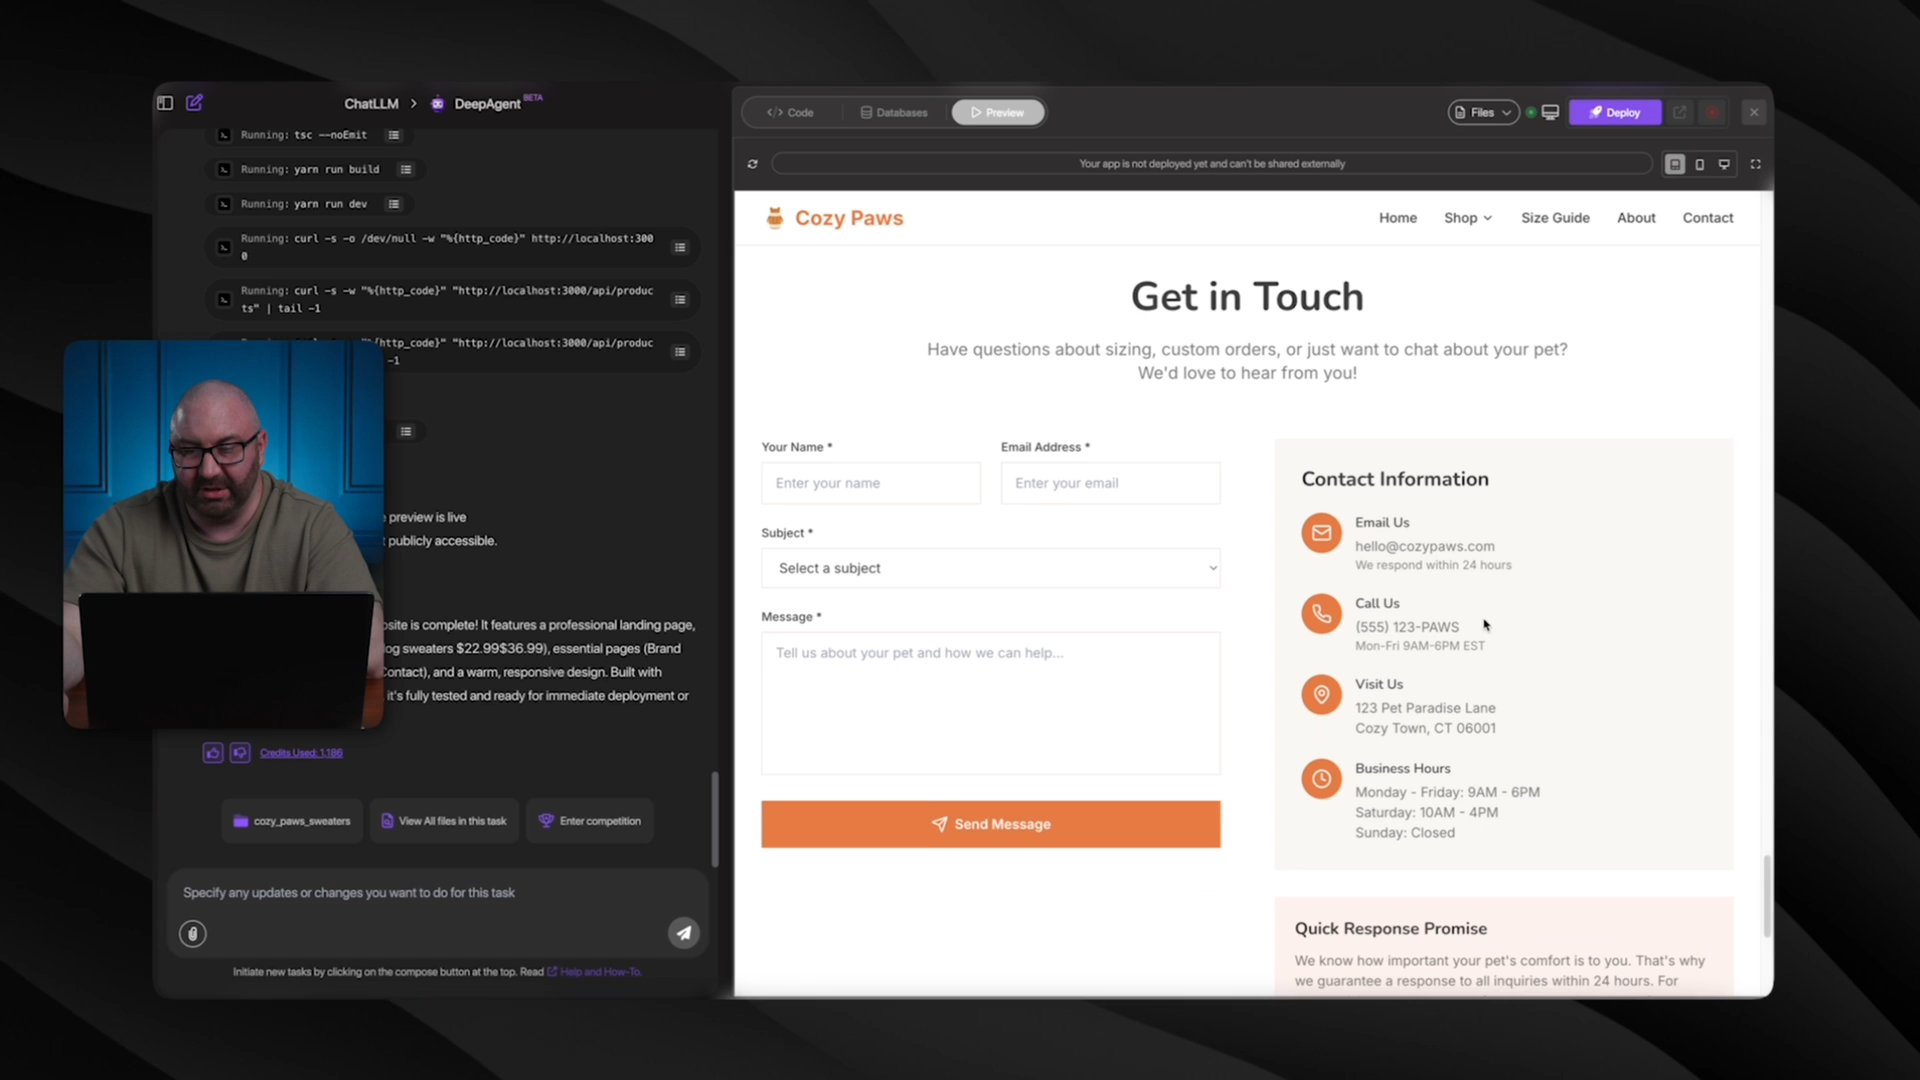 ChatLLM > DeepAgent BETA
Running: tsc --noEmit
Running: yarn run build
Running: yarn run dev
Running: curl -s -o /dev/null -w "%{http_code}" http://localhost:300
0
Running: curl -s -w "%{http_code}" "http://localhost:3000/api/produc
ts" | tail -1
"%{http_code}" "http://localhost:3000/api/produc
-1
preview is live
publicly accessible.
is complete! It features a professional landing page,
sweaters $22.99$36.99), essential pages (Brand
Contact), and a warm, responsive design. Built with
it's fully tested and ready for immediate deployment or
Credits Used: 1,186
cozy_paws_sweaters
View All files in this task
Enter competition
Specify any updates or changes you want to do for this task
Initiate new tasks by clicking on the compose button at the top. Read Help and How-To.
</> Code
Databases
Preview
Files
Deploy
Your app is not deployed yet and can't be shared externally
Cozy Paws
Home
Shop
Size Guide
About
Contact
Get in Touch
Have questions about sizing, custom orders, or just want to chat about your pet?
We'd love to hear from you!
Your Name *
Enter your name
Email Address *
Enter your email
Subject *
Select a subject
Message *
Tell us about your pet and how we can help...
Send Message
Contact Information
Email Us
hello@cozypaws.com
We respond within 24 hours
Call Us
(555) 123-PAWS
Mon-Fri 9AM-6PM EST
Visit Us
123 Pet Paradise Lane
Cozy Town, CT 06001
Business Hours
Monday - Friday: 9AM - 6PM
Saturday: 10AM - 4PM
Sunday: Closed
Quick Response Promise
We know how important your pet's comfort is to you. That's why
we guarantee a response to all inquiries within 24 hours. For